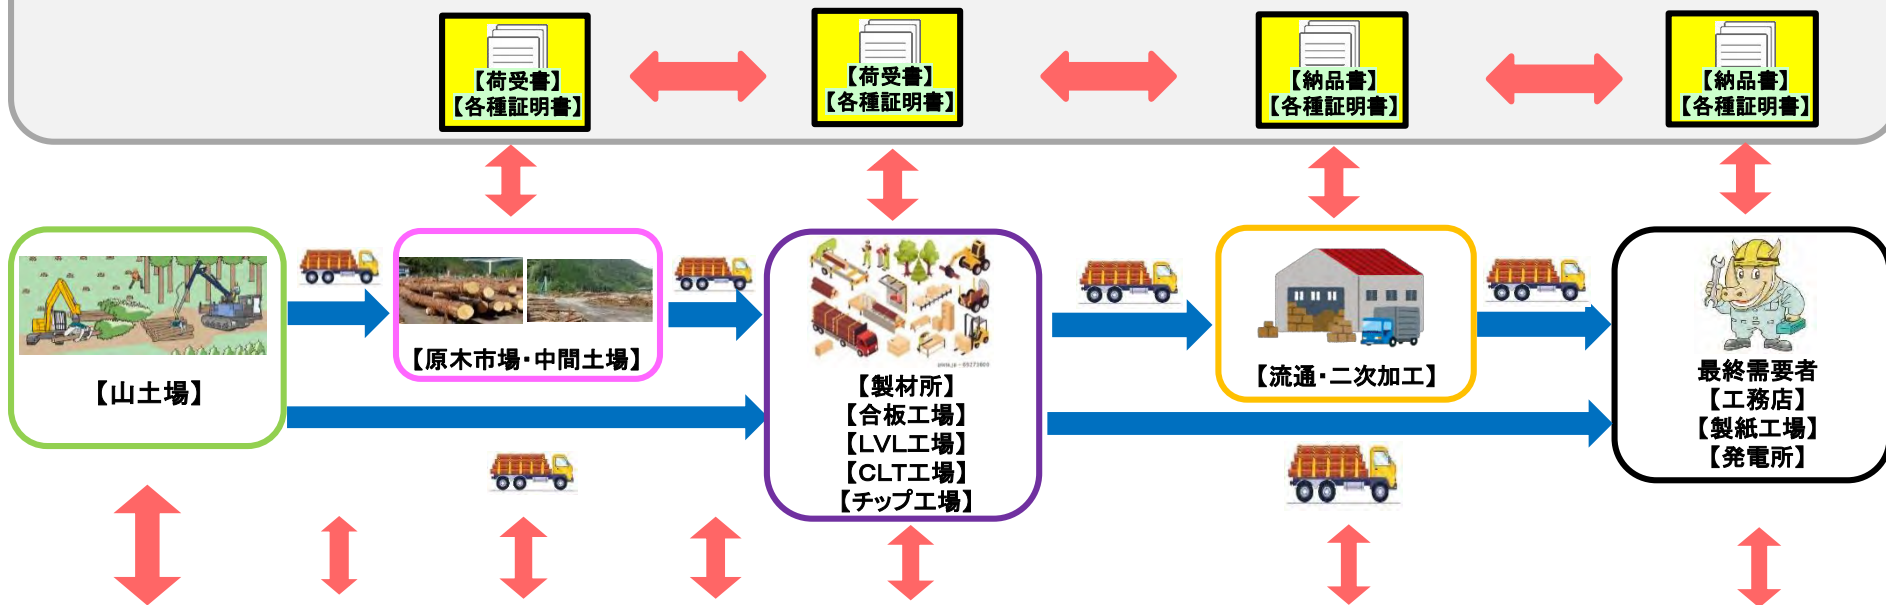 【荷受書】
【各種証明書】
【荷受書】
【各種証明書】
【納品書】
【各種証明書】
【納品書】
【各種証明書】
【山土場】
【原木市場・中間土場】
pixta.jp - 65273803
【製材所】
【合板工場】
【LVL工場】
【CLT工場】
【チップ工場】
【流通・二次加工】
最終需要者
【工務店】
【製紙工場】
【発電所】